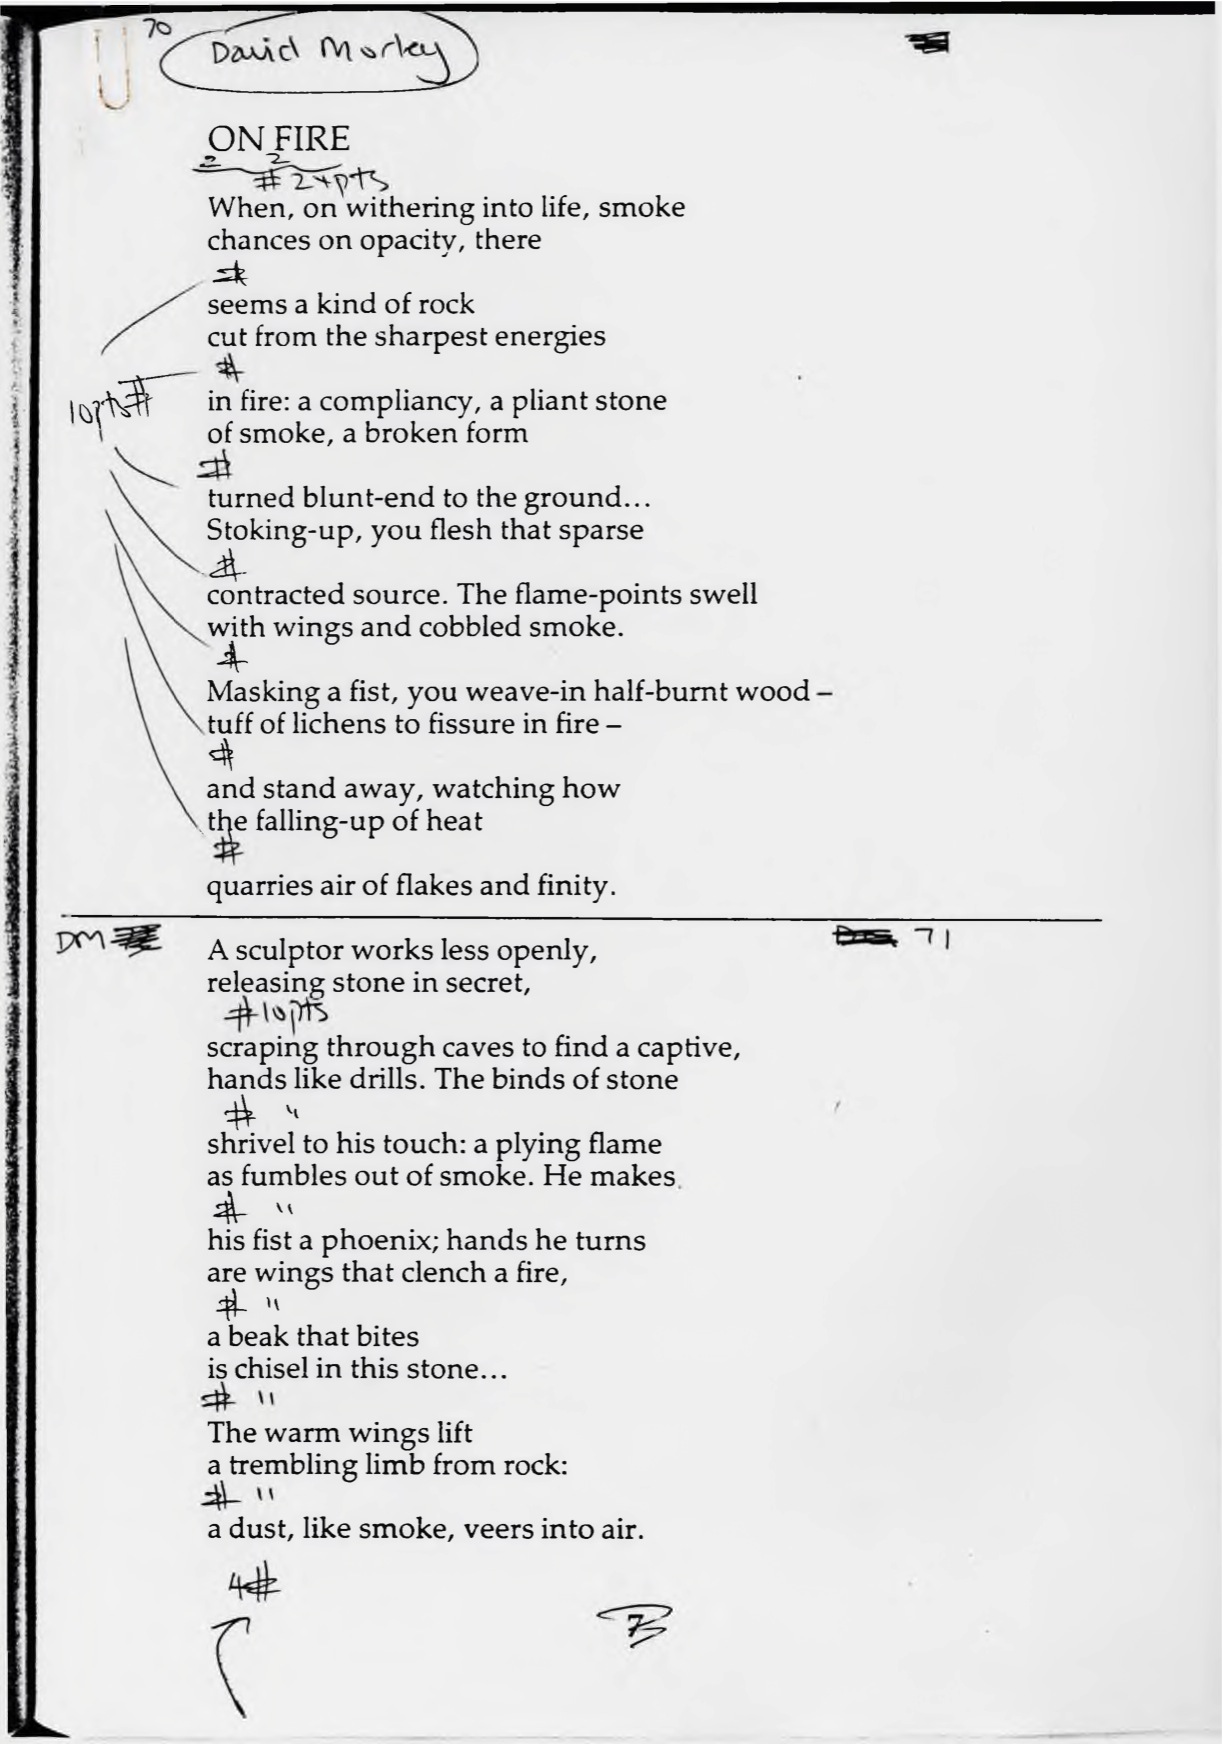 70
David Morley
ON FIRE
2 2
# 24pts
When, on withering into life, smoke
chances on opacity, there
#
seems a kind of rock
cut from the sharpest energies
#
10pts#
in fire: a compliancy, a pliant stone
of smoke, a broken form
#
turned blunt-end to the ground...
Stoking-up, you flesh that sparse
#
contracted source. The flame-points swell
with wings and cobbled smoke.
#
Masking a fist, you weave-in half-burnt wood –
tuff of lichens to fissure in fire –
#
and stand away, watching how
the falling-up of heat
#
quarries air of flakes and finity.
DM 71
A sculptor works less openly,
releasing stone in secret,
#10pts
scraping through caves to find a captive,
hands like drills. The binds of stone
# "
shrivel to his touch: a plying flame
as fumbles out of smoke. He makes
# "
his fist a phoenix; hands he turns
are wings that clench a fire,
# "
a beak that bites
is chisel in this stone...
# "
The warm wings lift
a trembling limb from rock:
# "
a dust, like smoke, veers into air.
4#